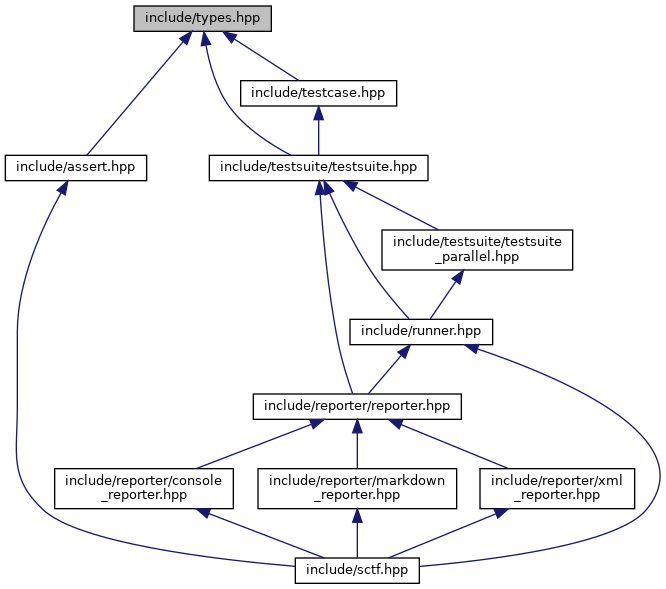 include/types.hpp
include/testcase.hpp
include/assert.hpp
include/testsuite/testsuite.hpp
include/testsuite/testsuite
_parallel.hpp
include/runner.hpp
include/reporter/reporter.hpp
include/reporter/console
_reporter.hpp
include/reporter/markdown
_reporter.hpp
include/reporter/xml
_reporter.hpp
include/sctf.hpp